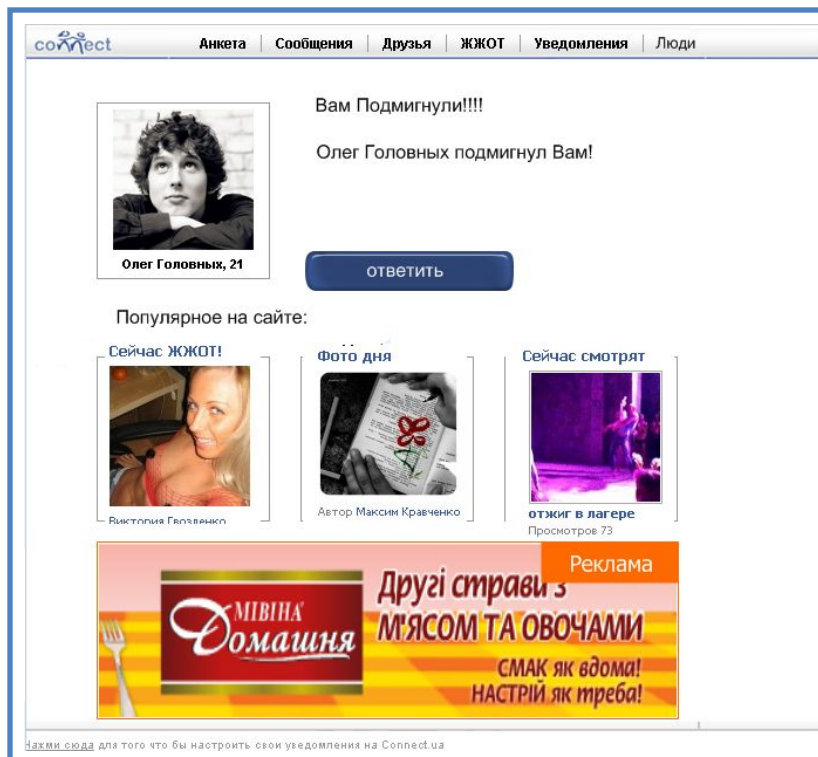 connect
Анкета Сообщения Друзья ЖЖОТ Уведомления Люди
Вам Подмигнули!!!!
Олег Головных подмигнул Вам!
Олег Головных, 21
ответить
Популярное на сайте:
Сейчас ЖЖОТ!
Виктория Гвозденко
Фото дня
Автор Максим Кравченко
Сейчас смотрят
отжиг в лагере
Просмотров 73
Реклама
МІВІНА
Домашня
Другі страви з
М'ЯСОМ ТА ОВОЧАМИ
СМАК як вдома!
НАСТРІЙ як треба!
Нажми сюда для того что бы настроить свои уведомления на Connect.ua